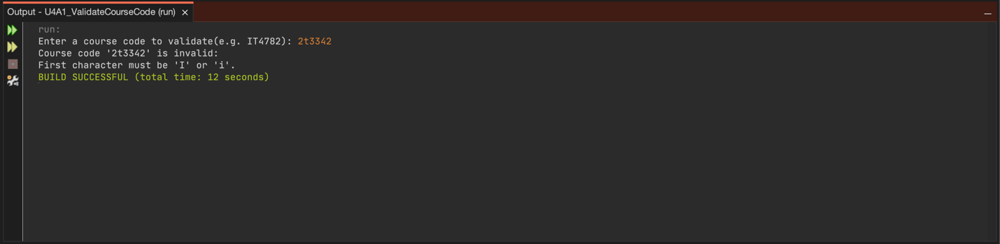 Output - U4A1_ValidateCourseCode (run) ×
run:
Enter a course code to validate(e.g. IT4782): 2t3342
Course code '2t3342' is invalid:
First character must be 'I' or 'i'.
BUILD SUCCESSFUL (total time: 12 seconds)